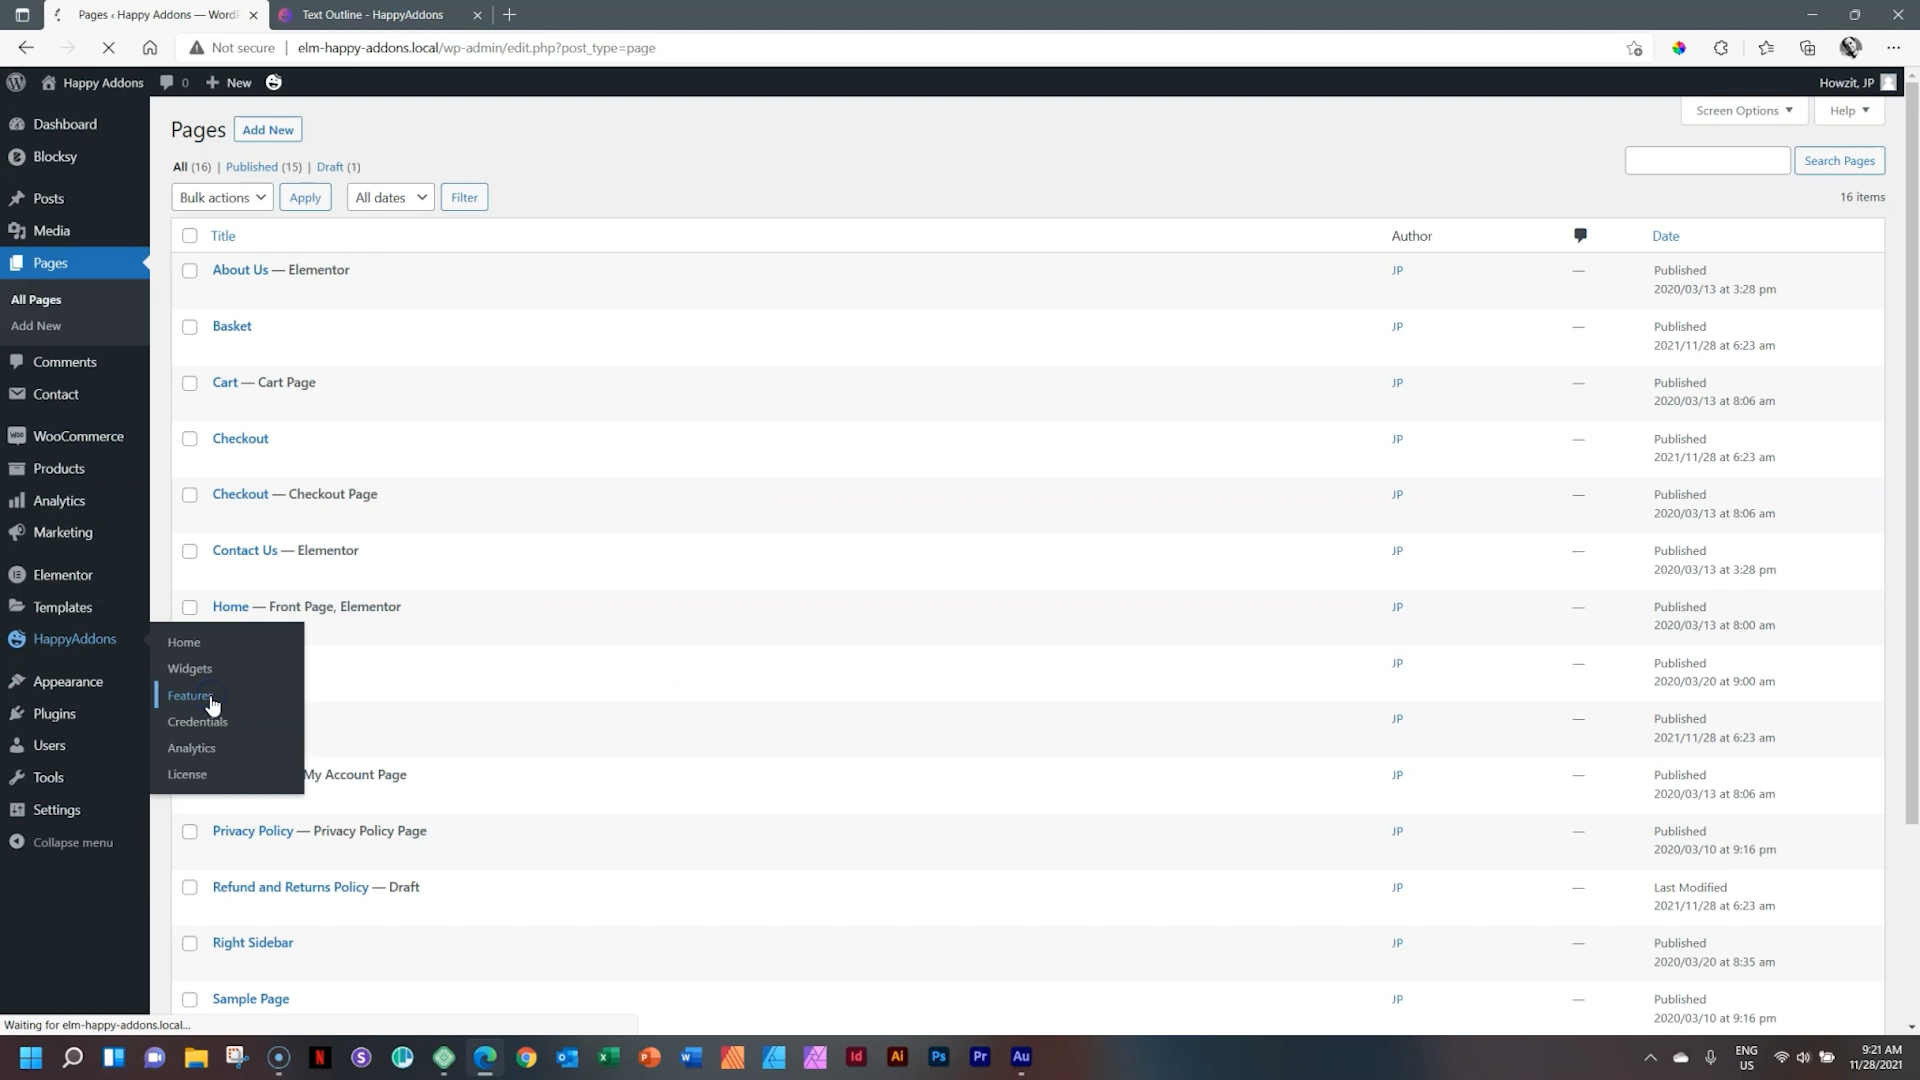 Pages ‹ Happy Addons — WordP
Text Outline - HappyAddons
Not secure
elm-happy-addons.local/wp-admin/edit.php?post_type=page
Happy Addons
0
New
Howzit, JP
Dashboard
Blocksy
Posts
Media
Pages
All Pages
Add New
Comments
Contact
WooCommerce
Products
Analytics
Marketing
Elementor
Templates
HappyAddons
Appearance
Plugins
Users
Tools
Settings
Collapse menu
Home
Widgets
Features
Credentials
Analytics
License
Screen Options
Help
Pages
Add New
All (16) | Published (15) | Draft (1)
Search Pages
Bulk actions
Apply
All dates
Filter
16 items
Title
Author
Date
About Us — Elementor
JP
—
Published
2020/03/13 at 3:28 pm
Basket
JP
—
Published
2021/11/28 at 6:23 am
Cart — Cart Page
JP
—
Published
2020/03/13 at 8:06 am
Checkout
JP
—
Published
2021/11/28 at 6:23 am
Checkout — Checkout Page
JP
—
Published
2020/03/13 at 8:06 am
Contact Us — Elementor
JP
—
Published
2020/03/13 at 3:28 pm
Home — Front Page, Elementor
JP
—
Published
2020/03/13 at 8:00 am
JP
—
Published
2020/03/20 at 9:00 am
JP
—
Published
2021/11/28 at 6:23 am
My Account Page
JP
—
Published
2020/03/13 at 8:06 am
Privacy Policy — Privacy Policy Page
JP
—
Published
2020/03/10 at 9:16 pm
Refund and Returns Policy — Draft
JP
—
Last Modified
2021/11/28 at 6:23 am
Right Sidebar
JP
—
Published
2020/03/20 at 8:35 am
Sample Page
JP
—
Published
2020/03/10 at 9:16 pm
Waiting for elm-happy-addons.local...
ENG
US
9:21 AM
11/28/2021